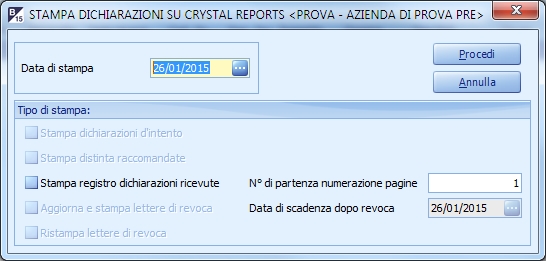 B 15 STAMPA DICHIARAZIONI SU CRYSTAL REPORTS <PROVA - AZIENDA DI PROVA PRE>
Data di stampa 26/01/2015 ...
Procedi
Annulla
Tipo di stampa:
Stampa dichiarazioni d'intento
Stampa distinta raccomandate
Stampa registro dichiarazioni ricevute N° di partenza numerazione pagine 1
Aggiorna e stampa lettere di revoca Data di scadenza dopo revoca 26/01/2015 ...
Ristampa lettere di revoca